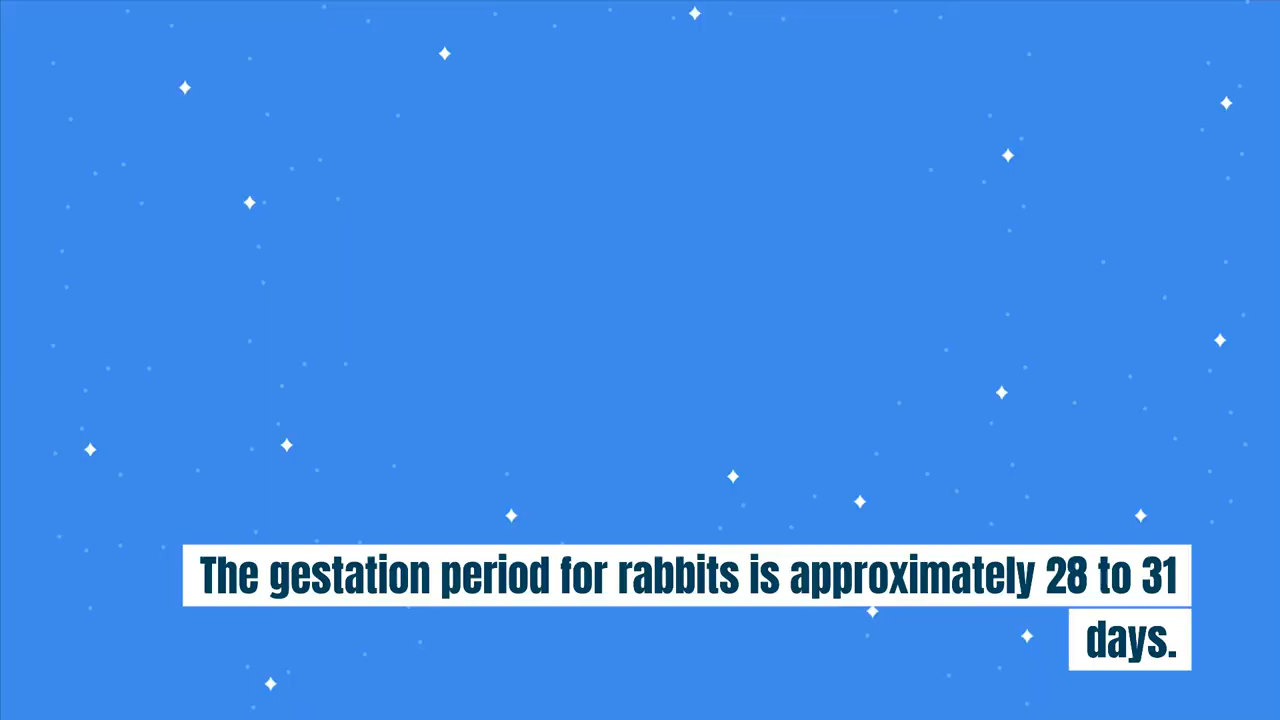 The gestation period for rabbits is approximately 28 to 31
days.